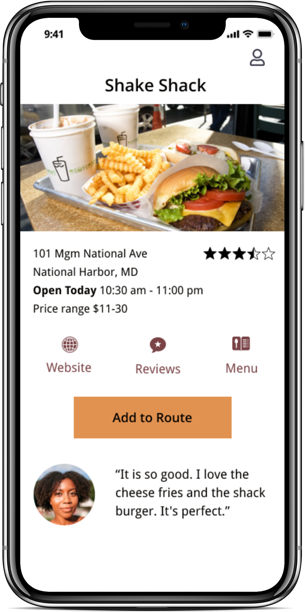 9:41
Shake Shack
101 Mgm National Ave
National Harbor, MD
Open Today 10:30 am - 11:00 pm
Price range $11-30
Website
Reviews
Menu
Add to Route
“It is so good. I love the
cheese fries and the shack
burger. It's perfect.”